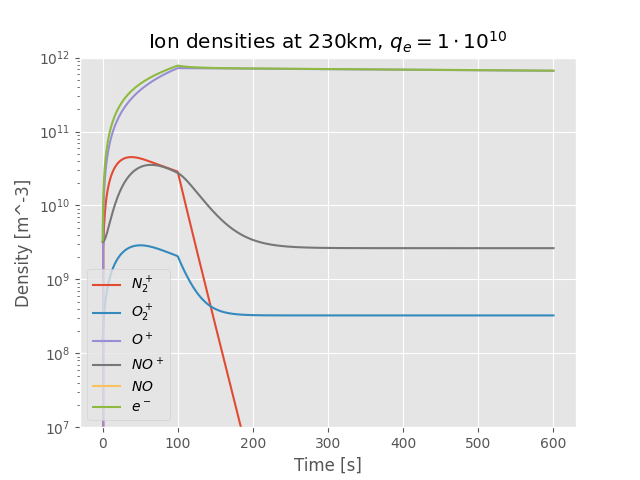 Ion densities at 230km, $q_e = 1 \cdot 10^{10}$
Density [m^-3]
$10^{12}$
$10^{11}$
$10^{10}$
$10^9$
$10^8$
$10^7$
$N_2^+$
$O_2^+$
$O^+$
$NO^+$
$NO$
$e^-$
0 100 200 300 400 500 600
Time [s]